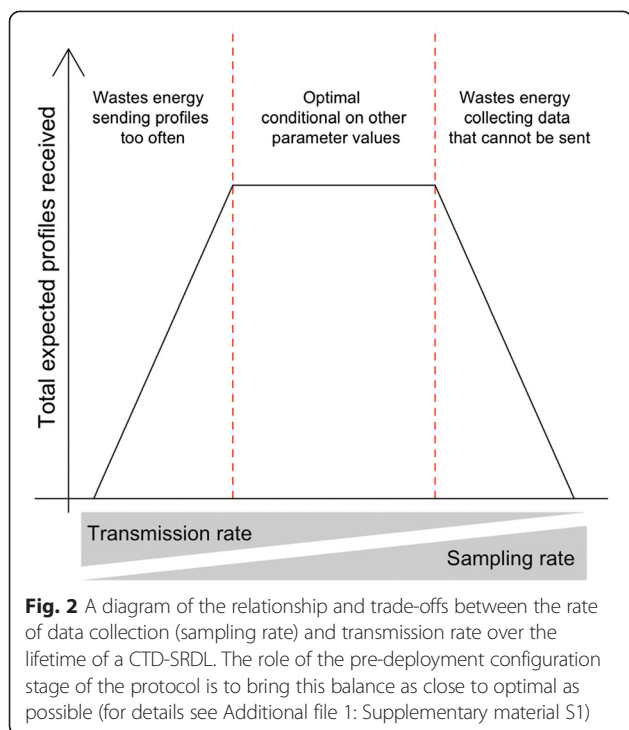 Total expected profiles received
Wastes energy
sending profiles
too often
Optimal
conditional on other
parameter values
Wastes energy
collecting data
that cannot be sent
Transmission rate
Sampling rate
Fig. 2 A diagram of the relationship and trade-offs between the rate
of data collection (sampling rate) and transmission rate over the
lifetime of a CTD-SRDL. The role of the pre-deployment configuration
stage of the protocol is to bring this balance as close to optimal as
possible (for details see Additional file 1: Supplementary material S1)